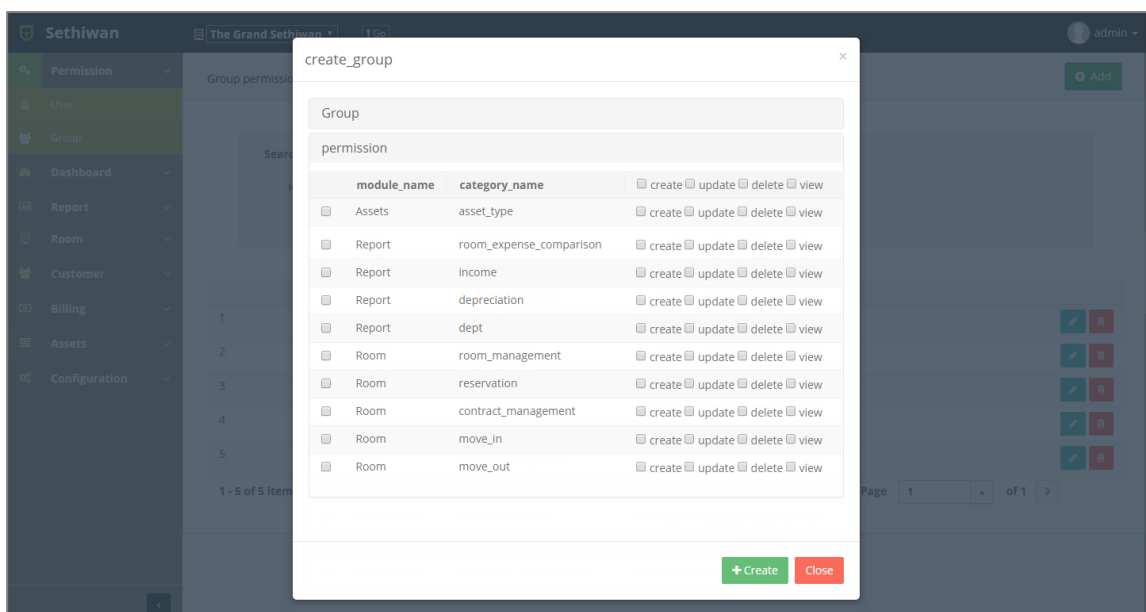 Sethiwan
The Grand Sethiwan
Go
admin
create_group
×
Permission
Group permissio
Add
User
Group
Dashboard
Report
Room
Customer
Billing
Assets
Configuration
Searc
Group
permission
module_name category_name create update delete view
Assets asset_type create update delete view
Report room_expense_comparison create update delete view
Report income create update delete view
Report depreciation create update delete view
Report dept create update delete view
Room room_management create update delete view
Room reservation create update delete view
Room contract_management create update delete view
Room move_in create update delete view
Room move_out create update delete view
1
2
3
4
5
1 - 5 of 5 item
Page 1 of 1
+ Create Close